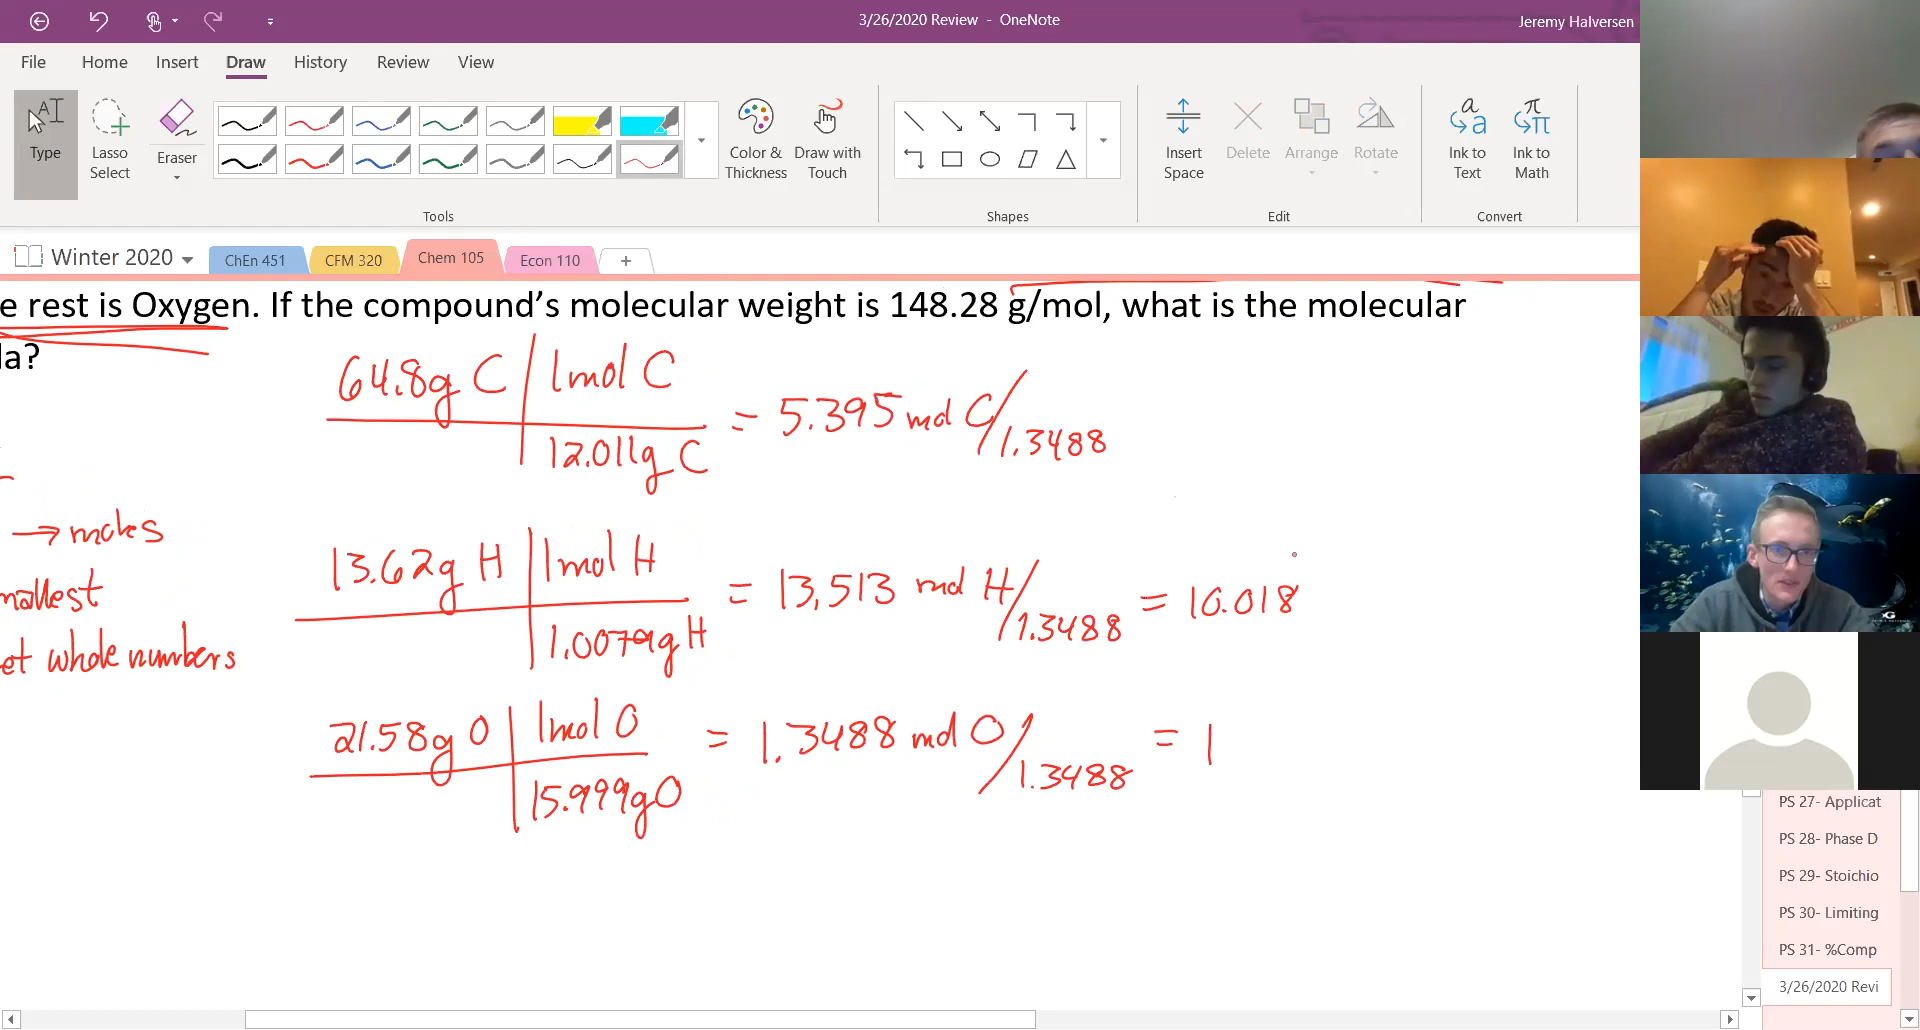 3/26/2020 Review - OneNote
Jeremy Halversen
File Home Insert Draw History Review View
Type
Lasso Select
Eraser
Color & Thickness
Draw with Touch
Insert Space
Delete
Arrange
Rotate
Ink to Text
Ink to Math
Tools
Shapes
Edit
Convert
Winter 2020
ChEn 451
CFM 320
Chem 105
Econ 110
e rest is Oxygen. If the compound's molecular weight is 148.28 g/mol, what is the molecular
la?
64.8g C | 1mol C
12.011g C
= 5.395 mol C/1.3488
→ moles
mallest
et whole numbers
13.62g H | 1mol H
1.0079g H
= 13,513 mol H/1.3488 = 10.018
21.58g O | 1mol O
15.999g O
= 1.3488 mol O/1.3488 = 1
PS 27- Applicat
PS 28- Phase D
PS 29- Stoichio
PS 30- Limiting
PS 31- %Comp
3/26/2020 Revi